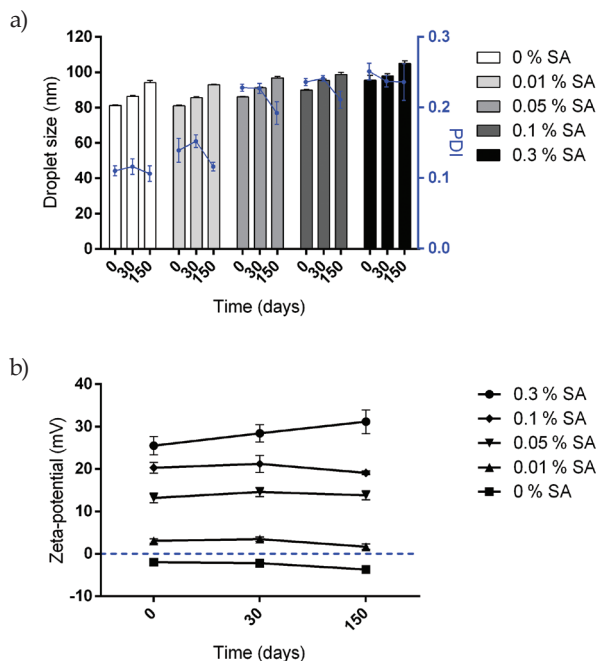 a)
120
100
80
60
40
20
0
Droplet size (nm)
0
30
150
0
30
150
0
30
150
0
30
150
0
30
150
Time (days)
0.3
0.2
0.1
0.0
PDI
0 % SA
0.01 % SA
0.05 % SA
0.1 % SA
0.3 % SA
b)
40
30
20
10
0
-10
Zeta-potential (mV)
0
30
150
Time (days)
0.3 % SA
0.1 % SA
0.05 % SA
0.01 % SA
0 % SA